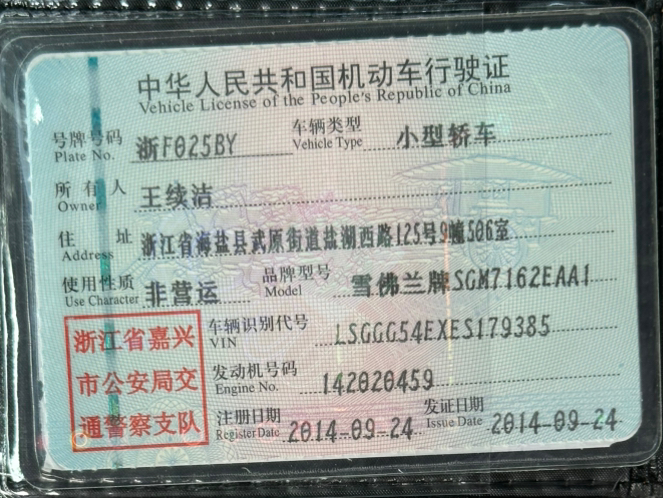 中华人民共和国机动车行驶证
Vehicle License of the People's Republic of China
号牌号码 Plate No. 浙F025BY 车辆类型 Vehicle Type 小型轿车
所有人 Owner 王续洁
住址 Address 浙江省海盐县武原街道盐湖西路125号9幢506室
使用性质 Use Character 非营运 品牌型号 Model 雪佛兰牌SGM7162EAA1
浙江省嘉兴 车辆识别代号 VIN LSGGG54EXES179385
市公安局交 发动机号码 Engine No. 142020459
通警察支队 注册日期 Register Date 2014-09-24 发证日期 Issue Date 2014-09-24